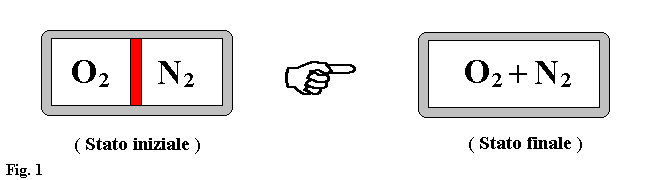 O₂ N₂
O₂ + N₂
( Stato iniziale )
( Stato finale )
Fig. 1